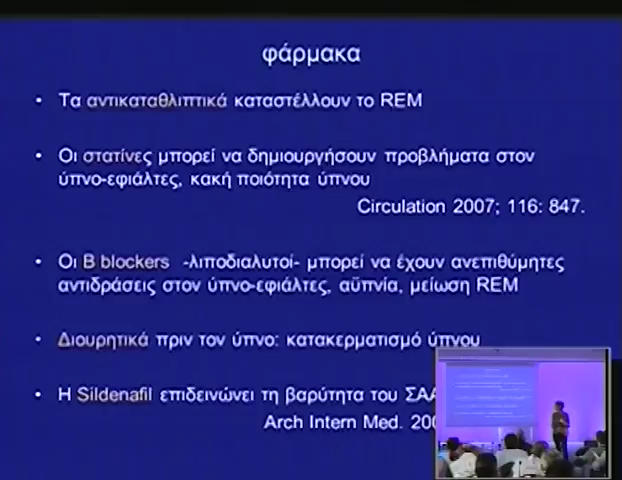 φάρμακα
• Τα αντικαταθλιπτικά καταστέλλουν το REM
• Οι στατίνες μπορεί να δημιουργήσουν προβλήματα στον
ύπνο-εφιάλτες, κακή ποιότητα ύπνου
Circulation 2007; 116: 847.
• Οι B blockers -λιποδιαλυτοί- μπορεί να έχουν ανεπιθύμητες
αντιδράσεις στον ύπνο-εφιάλτες, αϋπνία, μείωση REM
• Διουρητικά πριν τον ύπνο: κατακερματισμό ύπνου
• Η Sildenafil επιδεινώνει τη βαρύτητα του
Arch Intern Med.